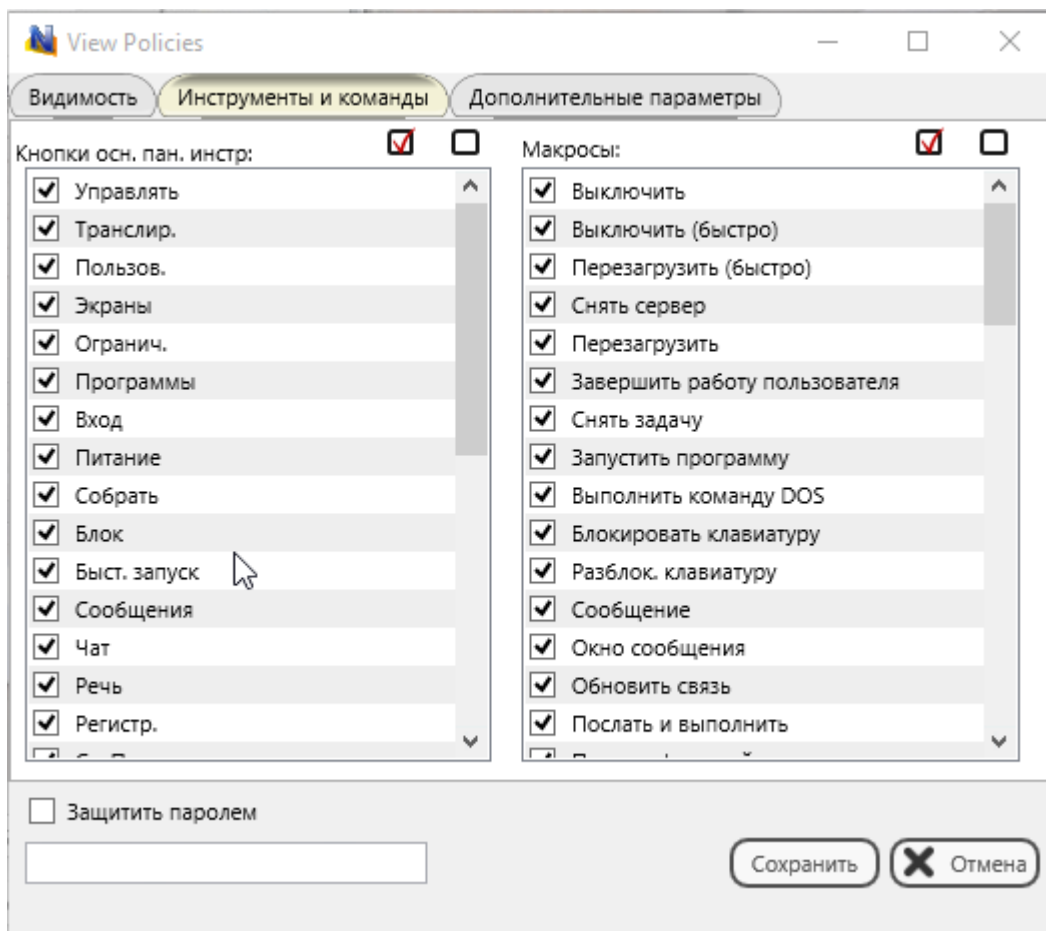 View Policies
Видимость
Инструменты и команды
Дополнительные параметры
Кнопки осн. пан. инстр:
Управлять
Транслир.
Пользов.
Экраны
Огранич.
Программы
Вход
Питание
Собрать
Блок
Быст. запуск
Сообщения
Чат
Речь
Регистр.
Макросы:
Выключить
Выключить (быстро)
Перезагрузить (быстро)
Снять сервер
Перезагрузить
Завершить работу пользователя
Снять задачу
Запустить программу
Выполнить команду DOS
Блокировать клавиатуру
Разблок. клавиатуру
Сообщение
Окно сообщения
Обновить связь
Послать и выполнить
Защитить паролем
Сохранить
Отмена